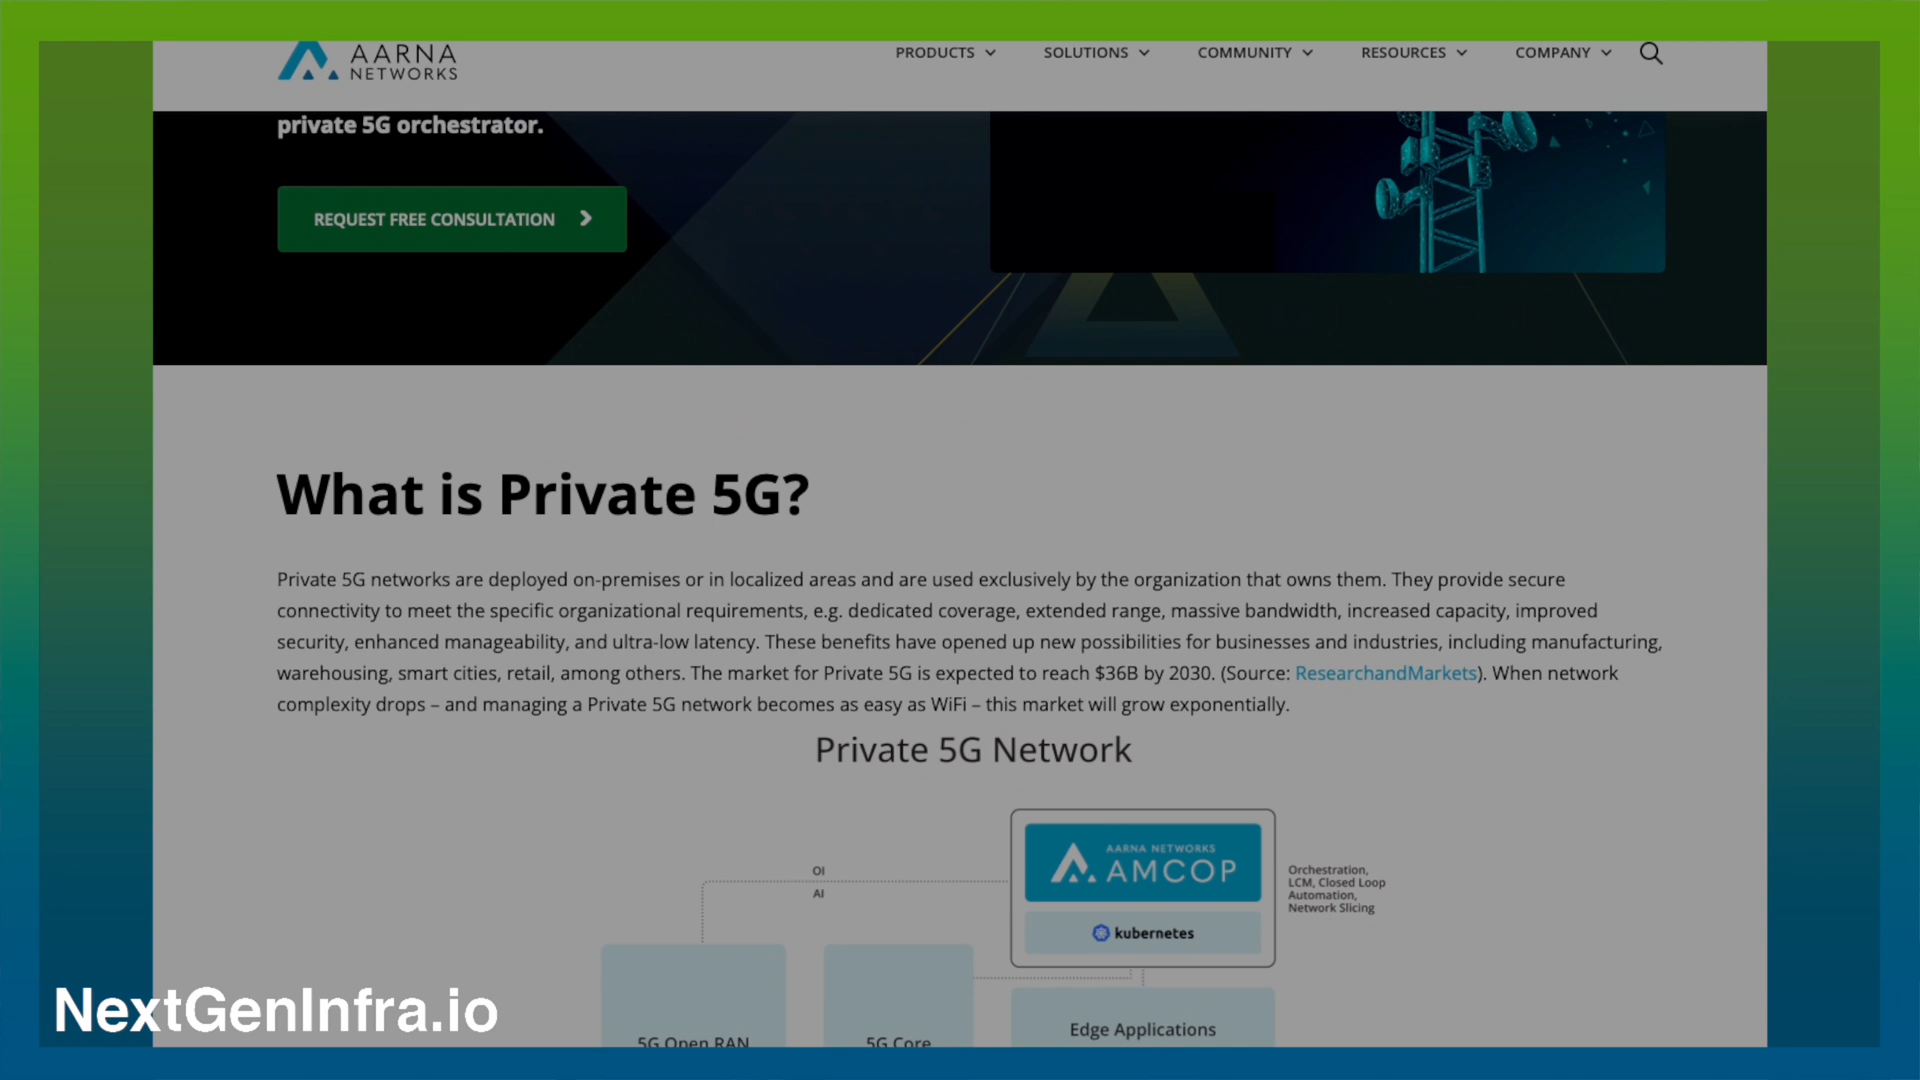 AARNA
NETWORKS
PRODUCTS
SOLUTIONS
COMMUNITY
RESOURCES
COMPANY
private 5G orchestrator.
REQUEST FREE CONSULTATION
What is Private 5G?
Private 5G networks are deployed on-premises or in localized areas and are used exclusively by the organization that owns them. They provide secure
connectivity to meet the specific organizational requirements, e.g. dedicated coverage, extended range, massive bandwidth, increased capacity, improved
security, enhanced manageability, and ultra-low latency. These benefits have opened up new possibilities for businesses and industries, including manufacturing,
warehousing, smart cities, retail, among others. The market for Private 5G is expected to reach $36B by 2030. (Source: ResearchandMarkets). When network
complexity drops – and managing a Private 5G network becomes as easy as WiFi – this market will grow exponentially.
Private 5G Network
OI
AI
AARNA NETWORKS
AMCOP
kubernetes
Orchestration,
LCM, Closed Loop
Automation,
Network Slicing
5G Open RAN
5G Core
Edge Applications
NextGenInfra.io